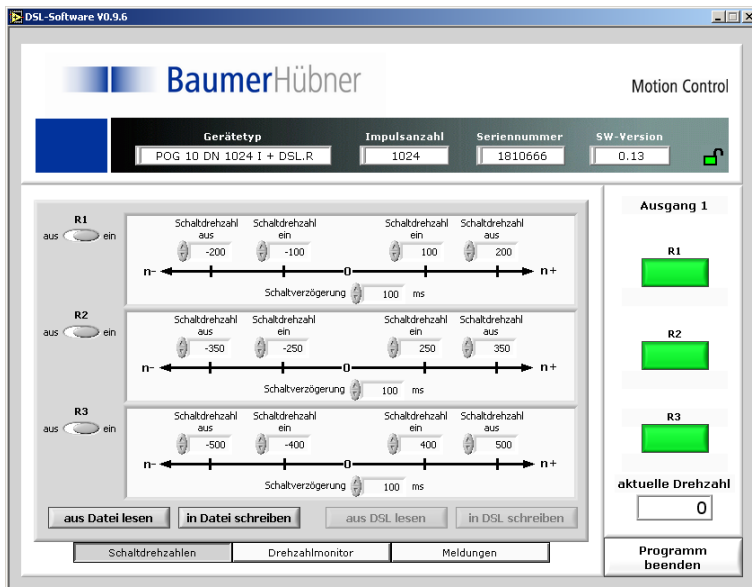 DSL-Software V0.9.6
BaumerHübner
Motion Control
Gerätetyp Impulsanzahl Seriennummer SW-Version
POG 10 DN 1024 I + DSL.R 1024 1810666 0.13
R1
aus ein
Schaltdrehzahl Schaltdrehzahl Schaltdrehzahl Schaltdrehzahl
aus ein ein aus
-200 -100 100 200
n- 0 n+
Schaltverzögerung 100 ms
R2
aus ein
Schaltdrehzahl Schaltdrehzahl Schaltdrehzahl Schaltdrehzahl
aus ein ein aus
-350 -250 250 350
n- 0 n+
Schaltverzögerung 100 ms
R3
aus ein
Schaltdrehzahl Schaltdrehzahl Schaltdrehzahl Schaltdrehzahl
aus ein ein aus
-500 -400 400 500
n- 0 n+
Schaltverzögerung 100 ms
aus Datei lesen in Datei schreiben aus DSL lesen in DSL schreiben
Schaltdrehzahlen Drehzahlmonitor Meldungen
Ausgang 1
R1
R2
R3
aktuelle Drehzahl
0
Programm
beenden